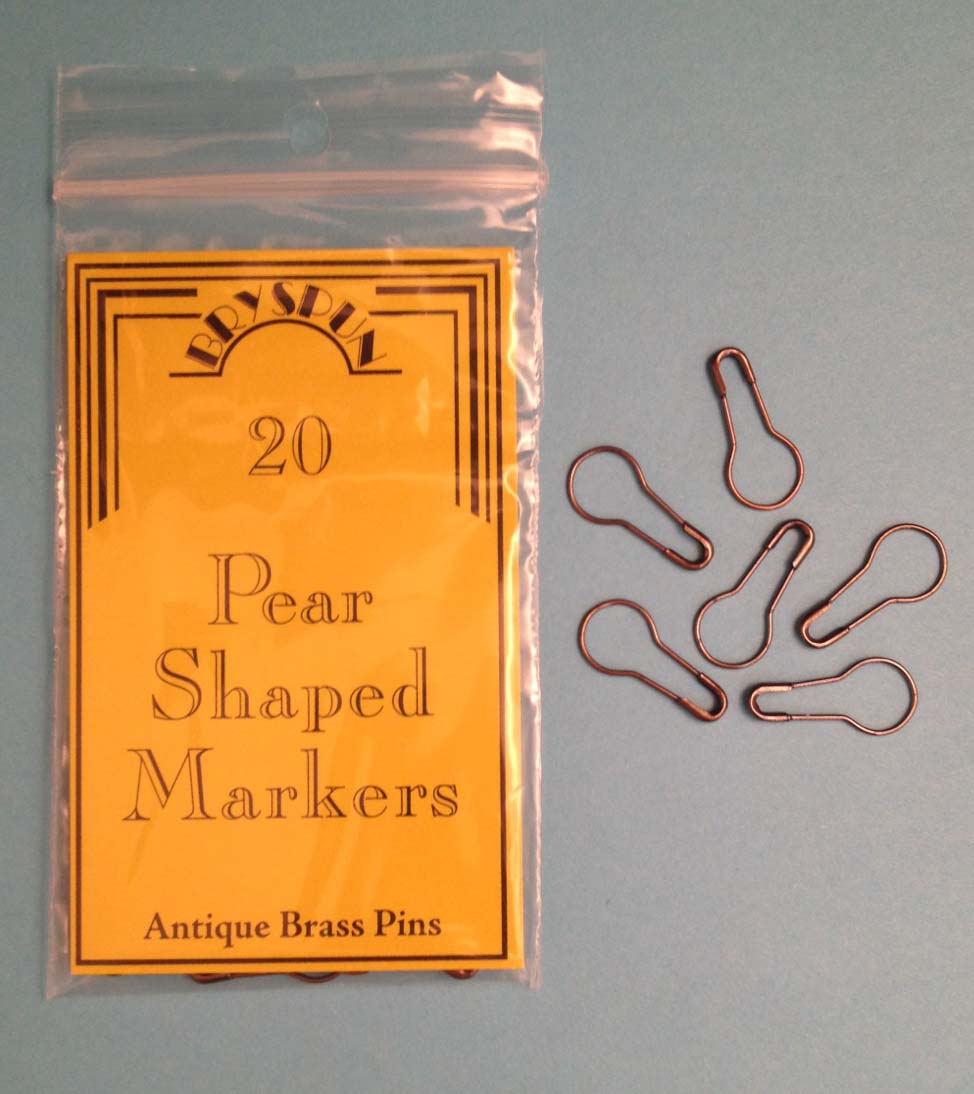 BRYSPUN
20
Pear
Shaped
Markers
Antique Brass Pins